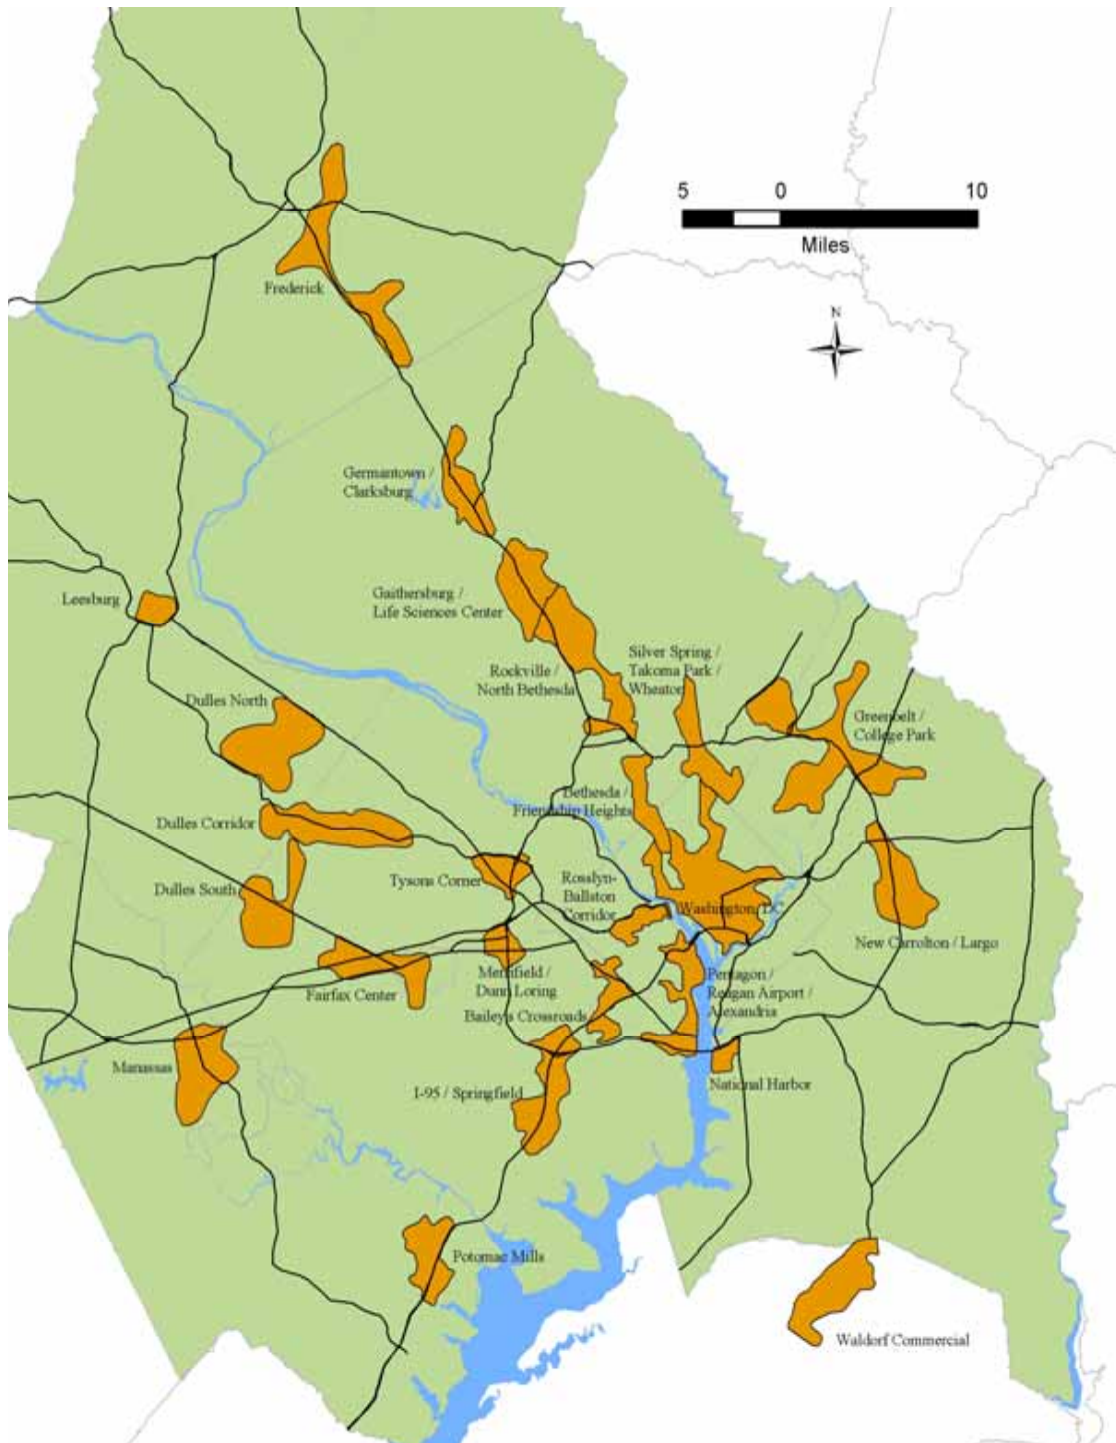 5 0 10
Miles
N
Frederick
Germantown /
Clarksburg
Leesburg
Gaithersburg /
Life Sciences Center
Rockville /
North Bethesda
Silver Spring /
Takoma Park /
Wheaton
Dulles North
Greenbelt /
College Park
Bethesda /
Friendship Heights
Dulles Corridor
Tysons Corner
Dulles South
Rosslyn-
Ballston
Corridor
Washington, DC
New Carrolton / Largo
Fairfax Center
Merrifield /
Dunn Loring
Pentagon /
Reagan Airport /
Alexandria
Bailey's Crossroads
Manassas
I-95 / Springfield
National Harbor
Potomac Mills
Waldorf Commercial